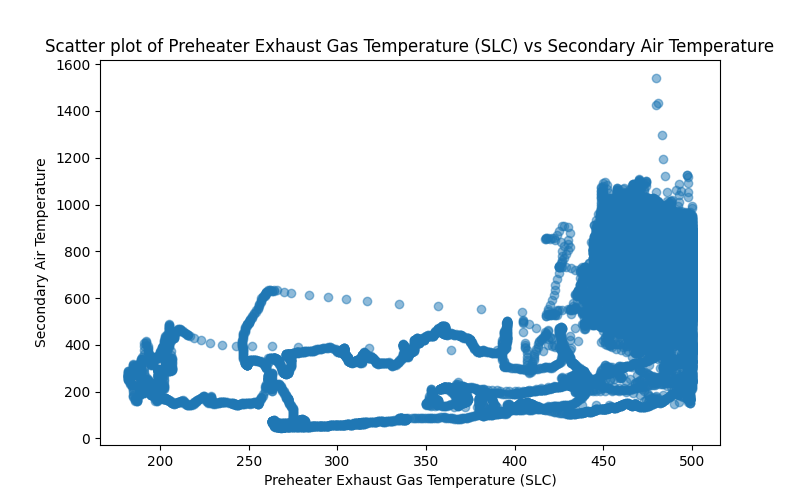 Scatter plot of Preheater Exhaust Gas Temperature (SLC) vs Secondary Air Temperature
1600
1400
1200
1000
800
600
400
200
0
Secondary Air Temperature
200 250 300 350 400 450 500
Preheater Exhaust Gas Temperature (SLC)